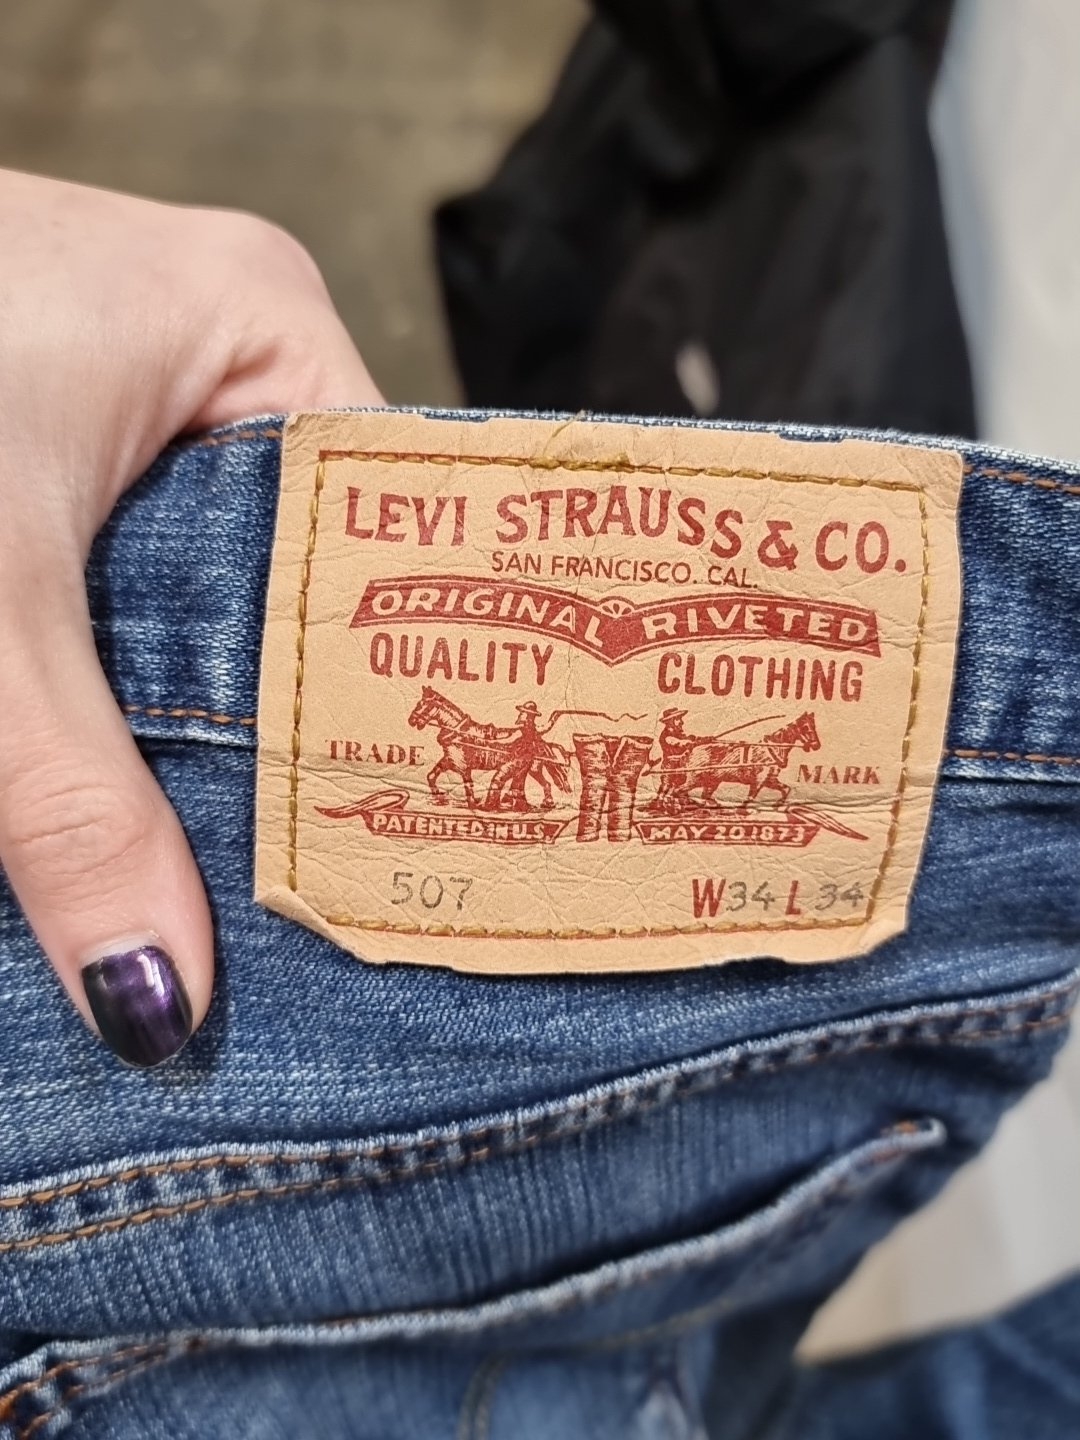 LEVI STRAUSS & CO.
SAN FRANCISCO. CAL.
ORIGINAL RIVETED
QUALITY CLOTHING
TRADE MARK
PATENTED IN U.S. MAY 20 1873
507 W34 L 34